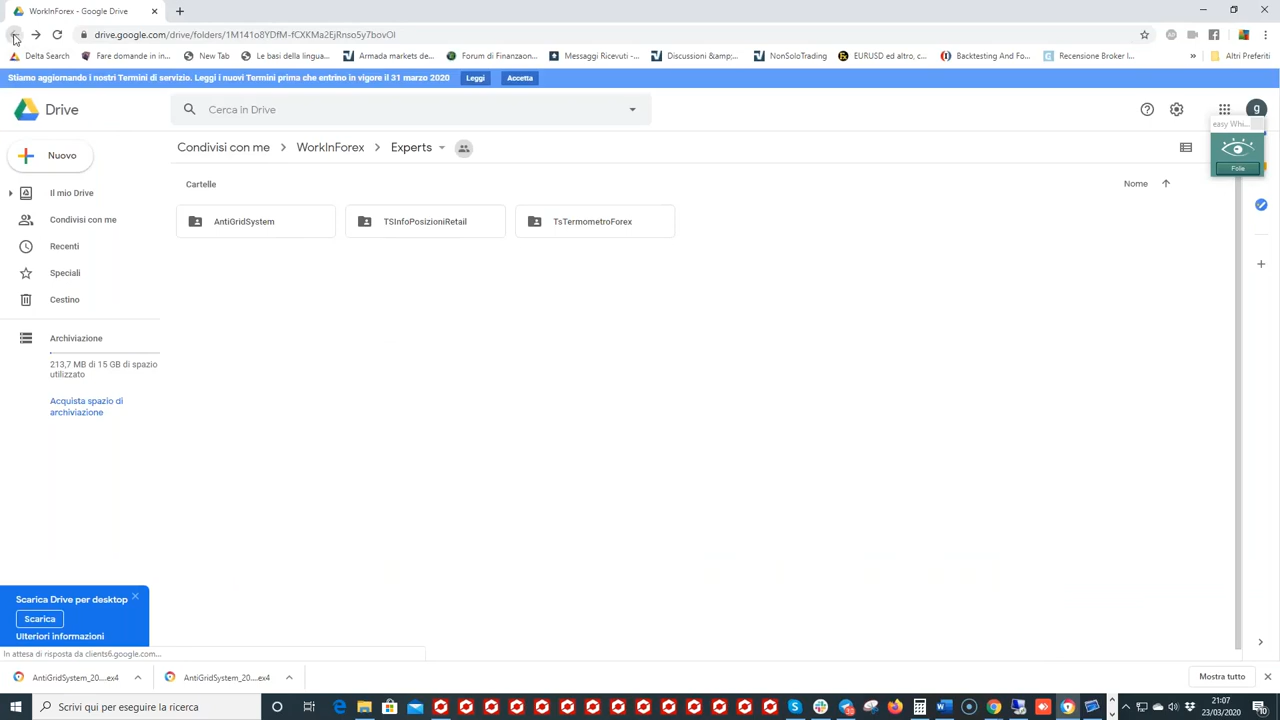 WorkInForex - Google Drive
drive.google.com/drive/folders/1M141o8YDfM-fCXKMa2EjRnso5y7bovOl
Delta Search
Fare domande in in...
New Tab
Le basi della lingua...
Armada markets de...
Forum di Finanzaon...
Messaggi Ricevuti -...
Discussioni &amp;...
NonSoloTrading
EURUSD ed altro, c...
Backtesting And Fo...
Recensione Broker I...
»
Altri Preferiti
Stiamo aggiornando i nostri Termini di servizio. Leggi i nuovi Termini prima che entrino in vigore il 31 marzo 2020
Leggi
Accetta
Drive
Cerca in Drive
g
easy Whi...
Folle
Nuovo
Condivisi con me
WorkInForex
Experts
Cartelle
Nome
AntiGridSystem
TSInfoPosizioniRetail
TsTermometroForex
Il mio Drive
Condivisi con me
Recenti
Speciali
Cestino
Archiviazione
213,7 MB di 15 GB di spazio
utilizzato
Acquista spazio di
archiviazione
Scarica Drive per desktop
Scarica
Ulteriori informazioni
In attesa di risposta da clients6.google.com...
AntiGridSystem_20....ex4
AntiGridSystem_20....ex4
Mostra tutto
Scrivi qui per eseguire la ricerca
21:07
23/03/2020